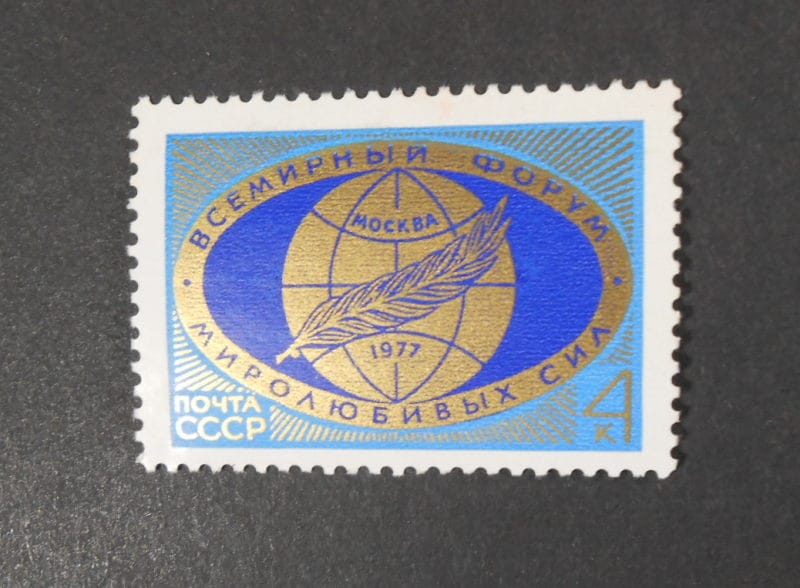 ВСЕМИРНЫЙ ФОРУМ
МОСКВА
1977
МИРОЛЮБИВЫХ СИЛ
ПОЧТА
СССР
4
К